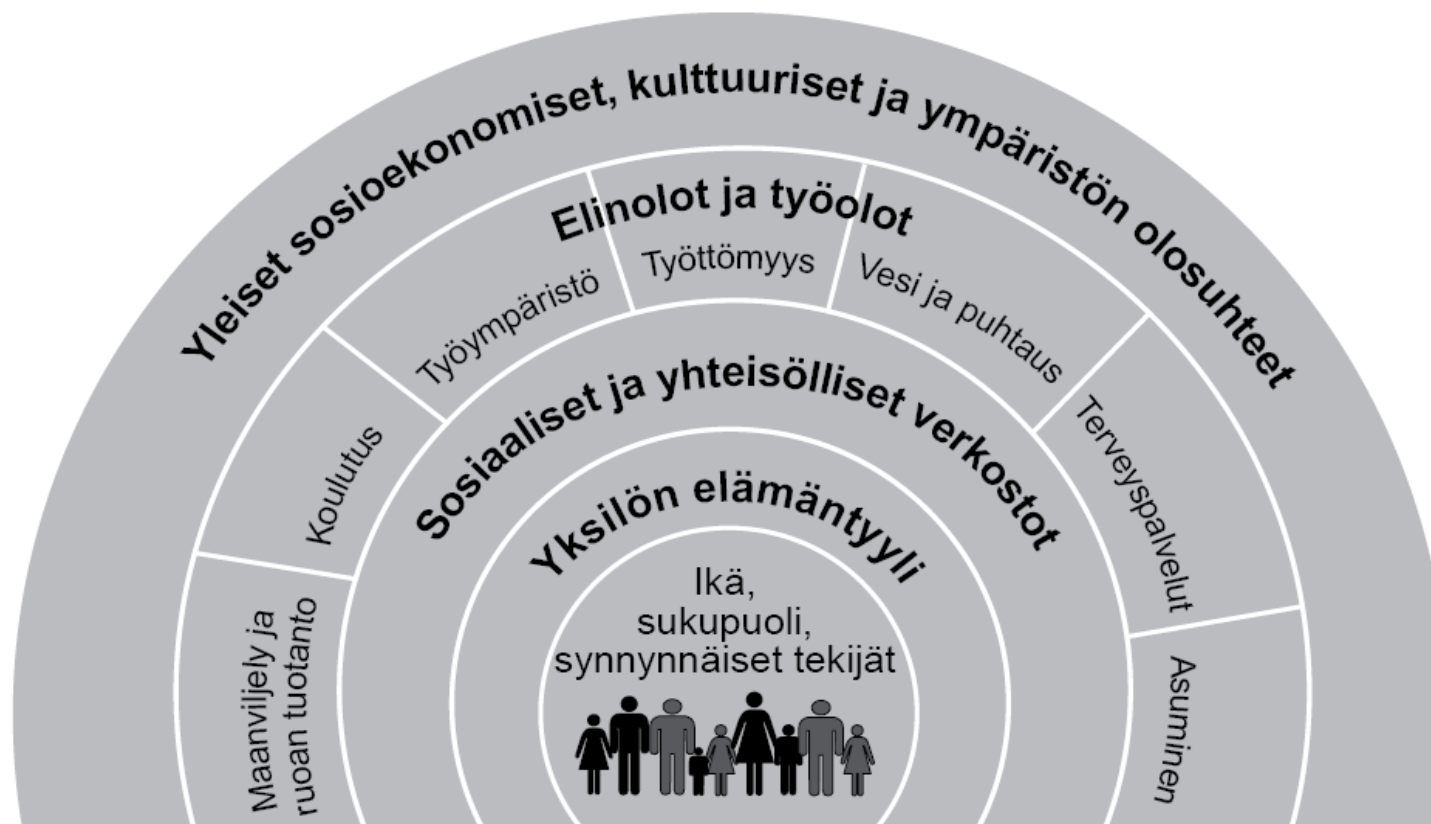 Yleiset sosioekonomiset, kulttuuriset ja ympäristön olosuhteet
Elinolot ja työolot
Maanviljely ja
ruoan tuotanto
Koulutus
Työympäristö
Työttömyys
Vesi ja puhtaus
Terveyspalvelut
Asuminen
Sosiaaliset ja yhteisölliset verkostot
Yksilön elämäntyyli
Ikä,
sukupuoli,
synnynnäiset tekijät